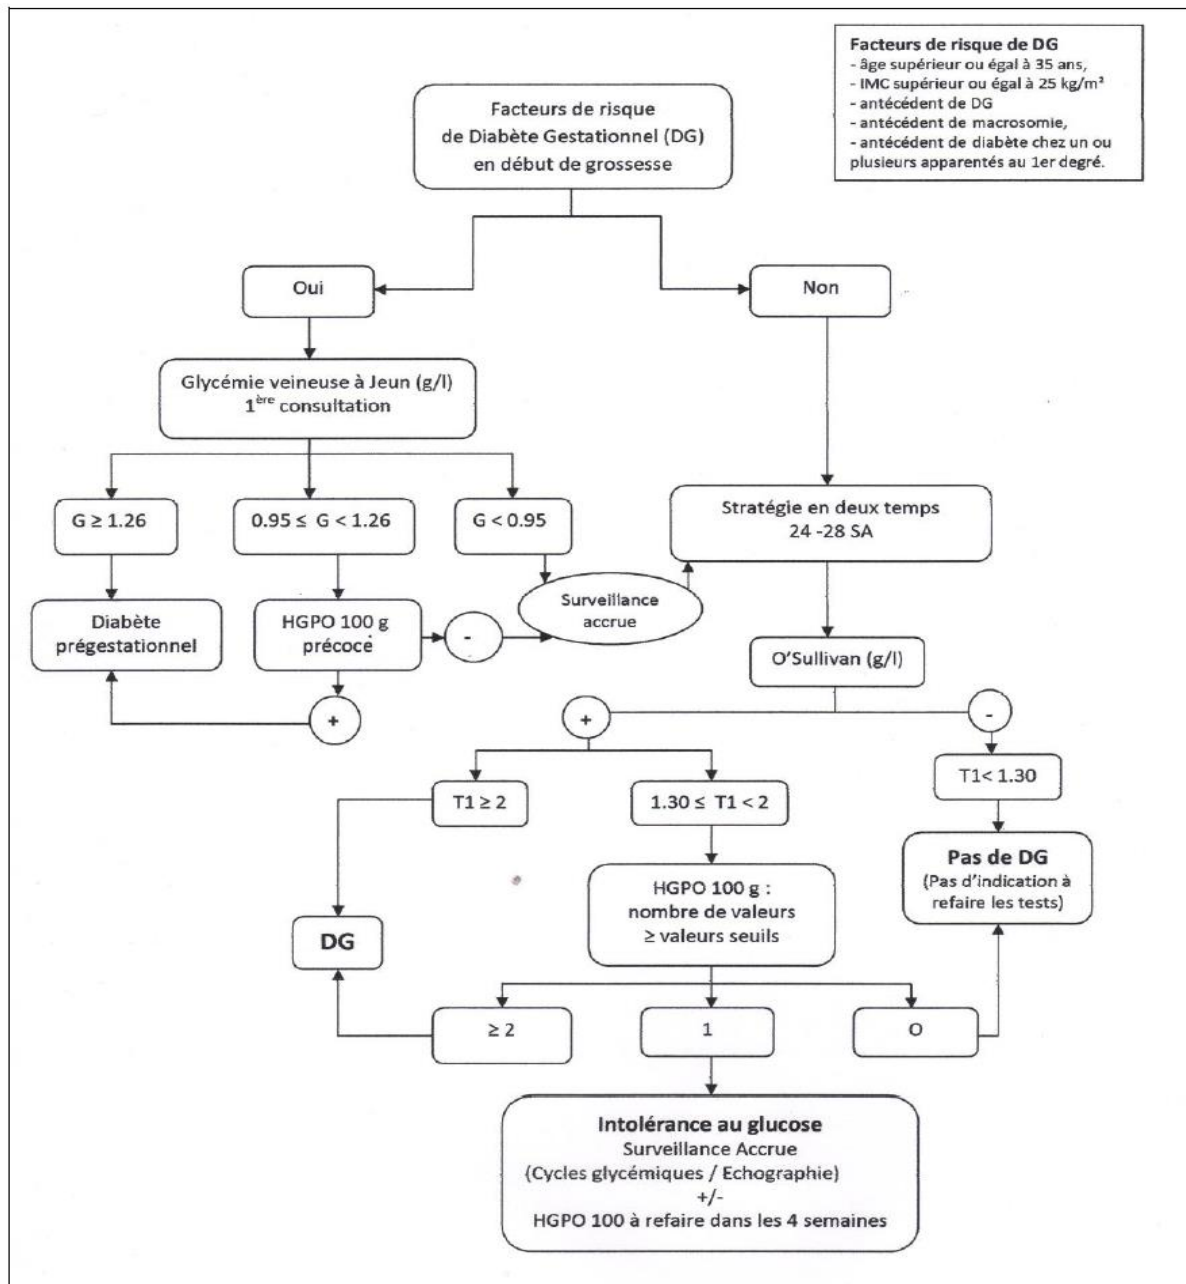 Facteurs de risque de DG
- âge supérieur ou égal à 35 ans,
- IMC supérieur ou égal à 25 kg/m²
- antécédent de DG
- antécédent de macrosomie,
- antécédent de diabète chez un ou
plusieurs apparentés au 1er degré.
Facteurs de risque
de Diabète Gestationnel (DG)
en début de grossesse
Oui
Non
Glycémie veineuse à Jeun (g/l)
1ère consultation
G ≥ 1.26
0.95 ≤ G < 1.26
G < 0.95
Stratégie en deux temps
24 -28 SA
Diabète
prégestationnel
HGPO 100 g
précoce
-
Surveillance
accrue
O'Sullivan (g/l)
+
+
-
T1 ≥ 2
1.30 ≤ T1 < 2
T1< 1.30
Pas de DG
(Pas d'indication à
refaire les tests)
HGPO 100 g :
nombre de valeurs
≥ valeurs seuils
DG
≥ 2
1
O
Intolérance au glucose
Surveillance Accrue
(Cycles glycémiques / Echographie)
+/-
HGPO 100 à refaire dans les 4 semaines